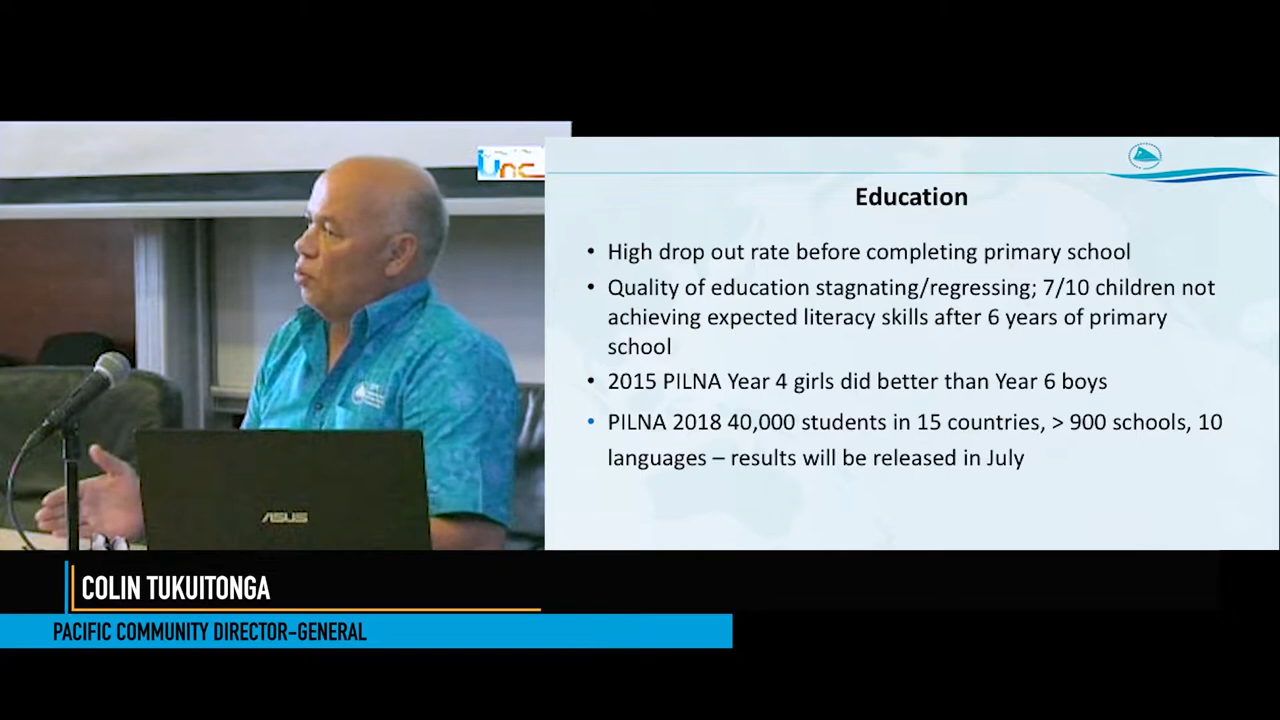 Unc
Education
• High drop out rate before completing primary school
• Quality of education stagnating/regressing; 7/10 children not
achieving expected literacy skills after 6 years of primary
school
• 2015 PILNA Year 4 girls did better than Year 6 boys
• PILNA 2018 40,000 students in 15 countries, > 900 schools, 10
languages – results will be released in July
ASUS
COLIN TUKUITONGA
PACIFIC COMMUNITY DIRECTOR-GENERAL